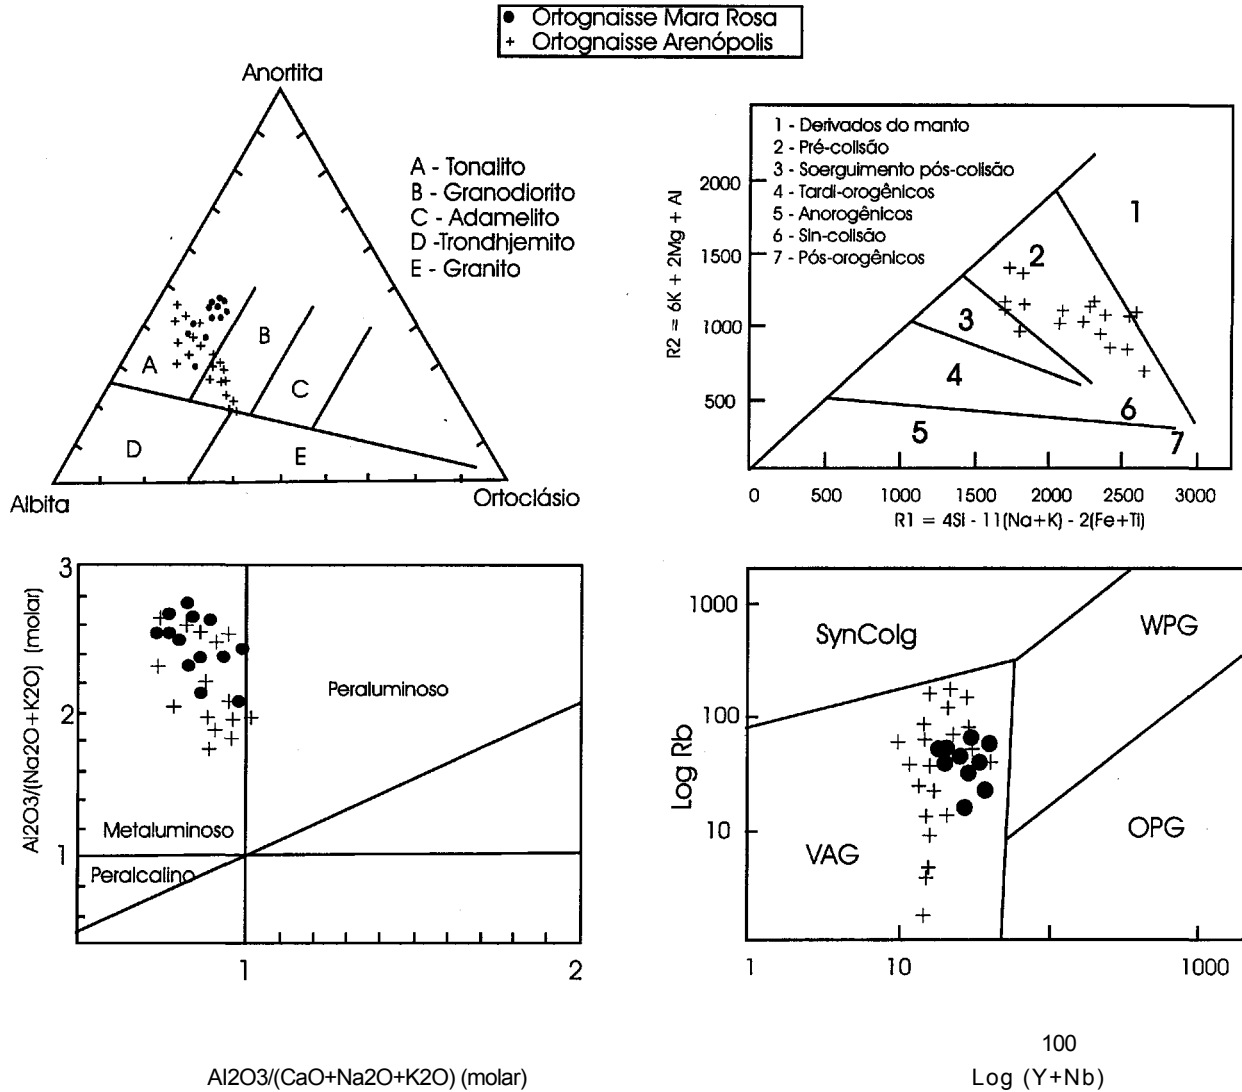 Ortognaisse Mara Rosa
+ Ortognaisse Arenópolis
Anortita
A - Tonalito
B - Granodiorito
C - Adamelito
D -Trondhjemito
E - Granito
A
B
C
D
E
Albita
Ortoclásio
1 - Derivados do manto
2 - Pré-colisão
3 - Soerguimento pós-colisão
4 - Tardi-orogênicos
5 - Anorogênicos
6 - Sin-colisão
7 - Pós-orogênicos
R2 = 6K + 2Mg + Al
2000
1500
1000
500
1
2
3
4
5
6
7
0 500 1000 1500 2000 2500 3000
R1 = 4Si - 11(Na+K) - 2(Fe+Ti)
Al2O3/(Na2O+K2O) (molar)
3
2
1
Peraluminoso
Metaluminoso
Peralcalino
1 2
Al2O3/(CaO+Na2O+K2O) (molar)
Log Rb
1000
100
10
SynColg
WPG
VAG
OPG
1 10 1000
100
Log (Y+Nb)